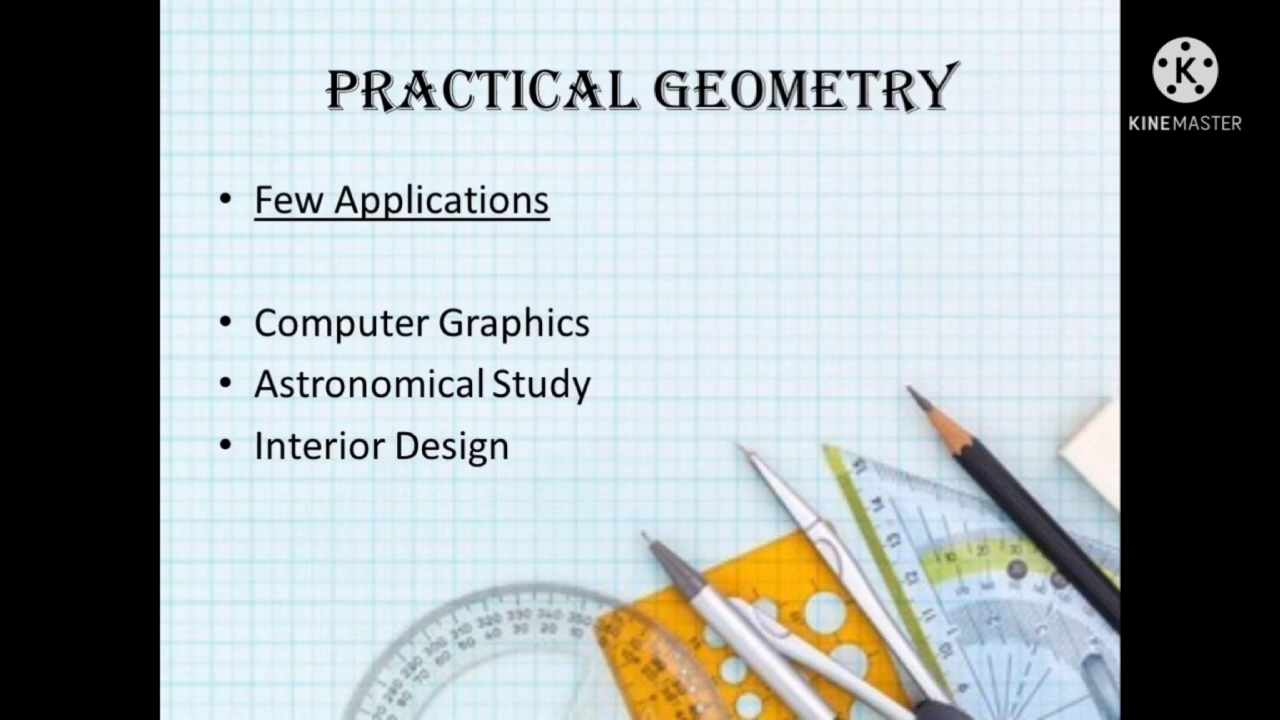 PRACTICAL GEOMETRY
K
KINEMASTER
• Few Applications
• Computer Graphics
• Astronomical Study
• Interior Design